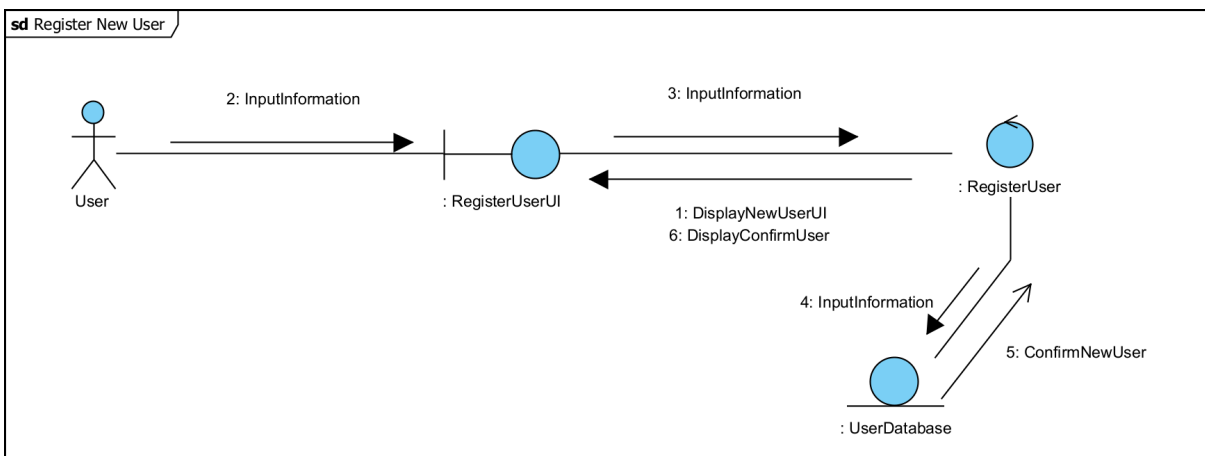 sd Register New User
2: InputInformation
3: InputInformation
User
: RegisterUserUI
: RegisterUser
1: DisplayNewUserUI
6: DisplayConfirmUser
4: InputInformation
5: ConfirmNewUser
: UserDatabase